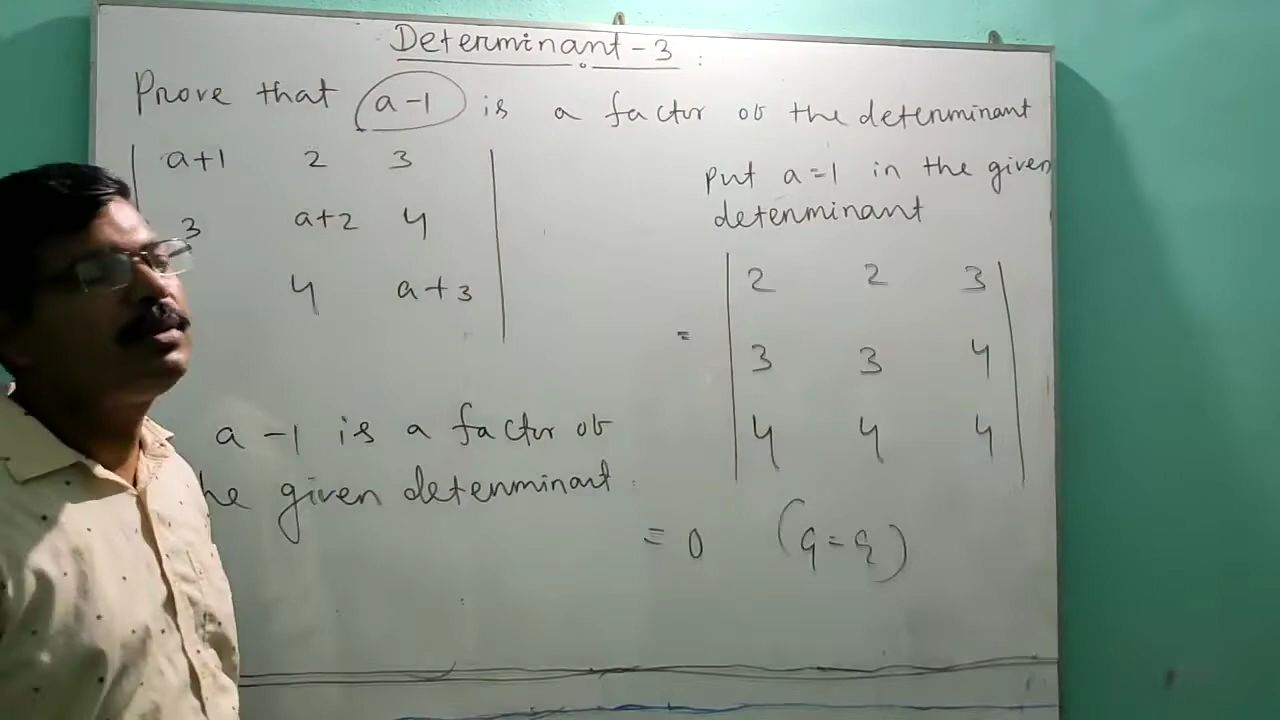 Determinant - 3
Prove that a-1 is a factor of the determinant
a+1 2 3
3 a+2 4
4 a+3
a-1 is a factor of
he given determinant
put a=1 in the given
determinant
= 2 2 3
3 3 4
4 4 4
= 0